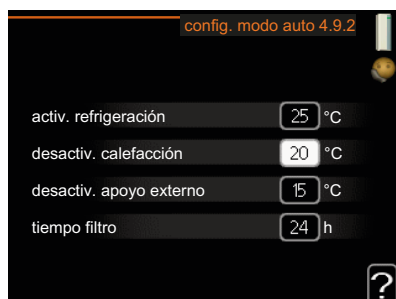 config. modo auto 4.9.2
activ. refrigeración 25 °C
desactiv. calefacción 20 °C
desactiv. apoyo externo 15 °C
tiempo filtro 24 h
?